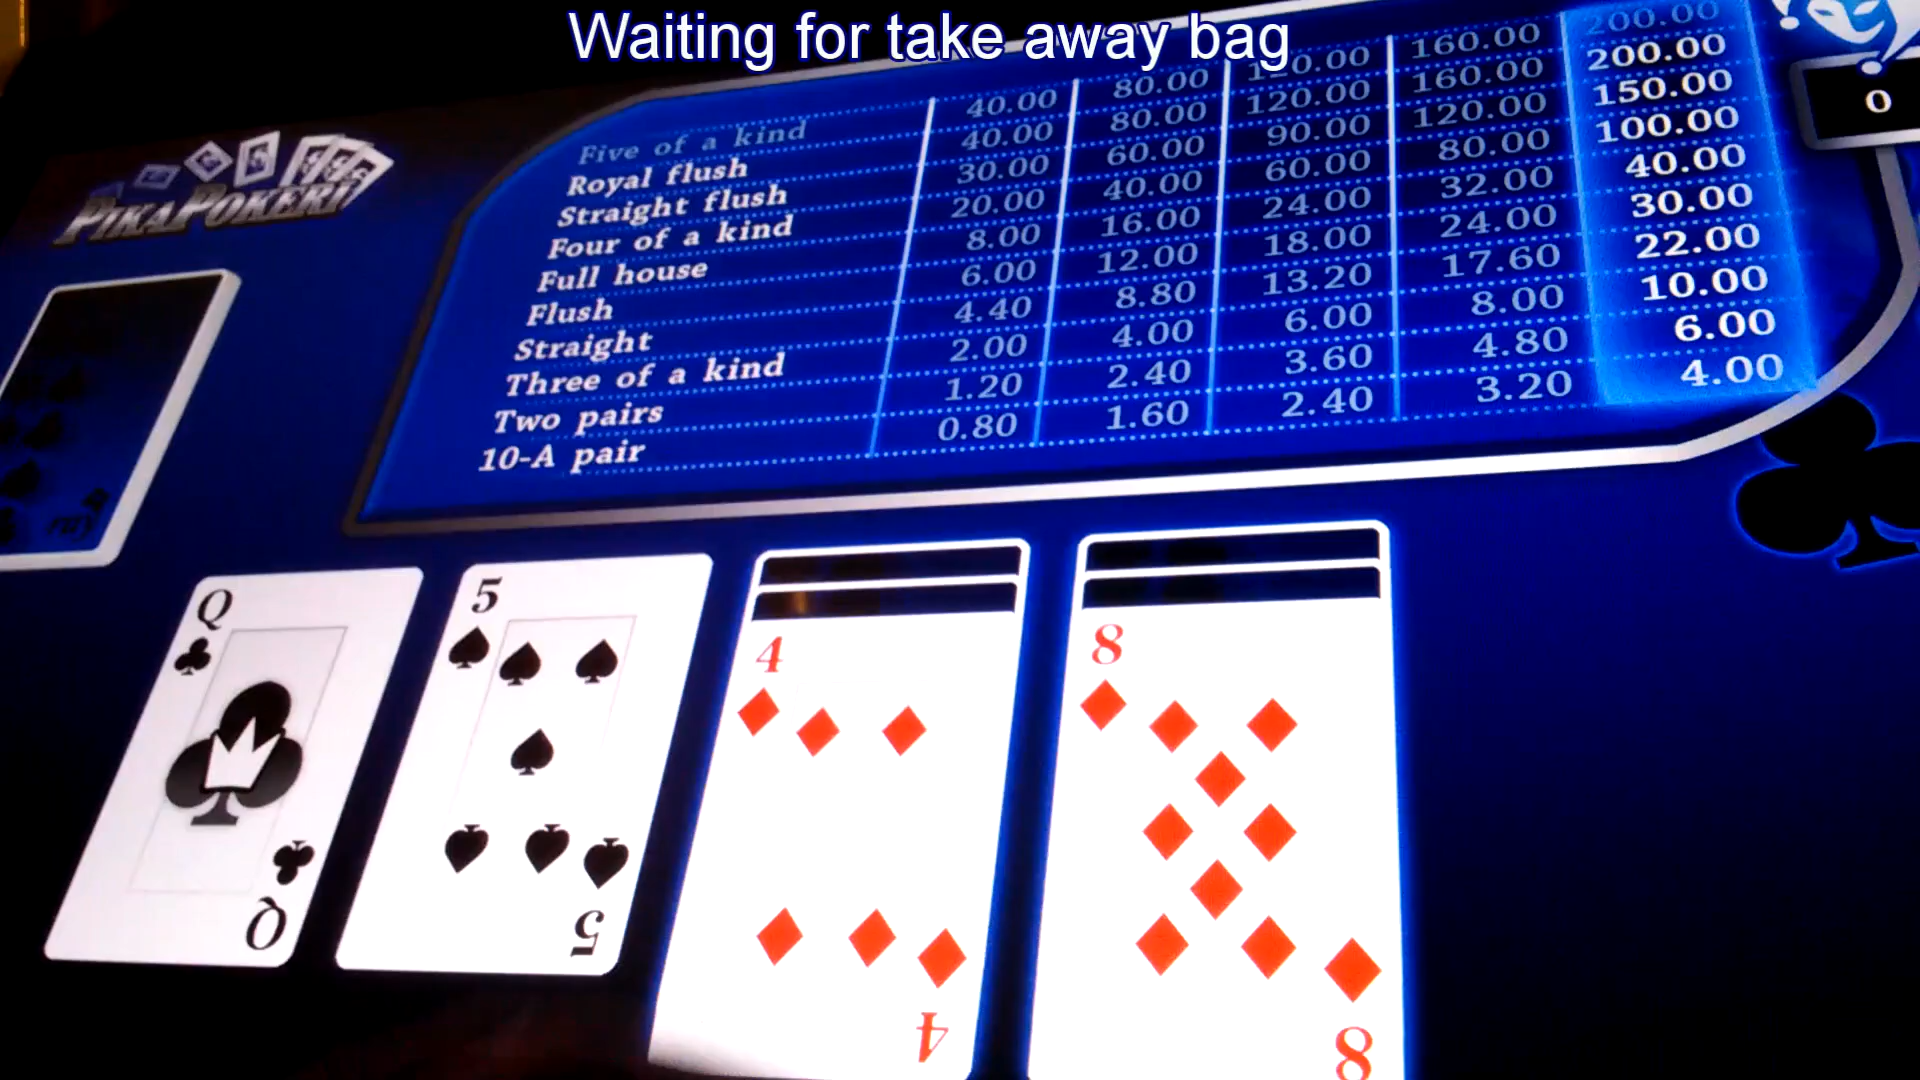 Waiting for take away bag
PIKAPOKERI
Five of a kind 40.00 80.00 120.00 160.00 200.00
Royal flush 40.00 80.00 120.00 160.00 200.00
Straight flush 30.00 60.00 90.00 120.00 150.00
Four of a kind 20.00 40.00 60.00 80.00 100.00
Full house 8.00 16.00 24.00 32.00 40.00
Flush 6.00 12.00 18.00 24.00 30.00
Straight 4.40 8.80 13.20 17.60 22.00
Three of a kind 2.00 4.00 6.00 8.00 10.00
Two pairs 1.20 2.40 3.60 4.80 6.00
10-A pair 0.80 1.60 2.40 3.20 4.00
0
Q
5
4
8
Q
5
4
8